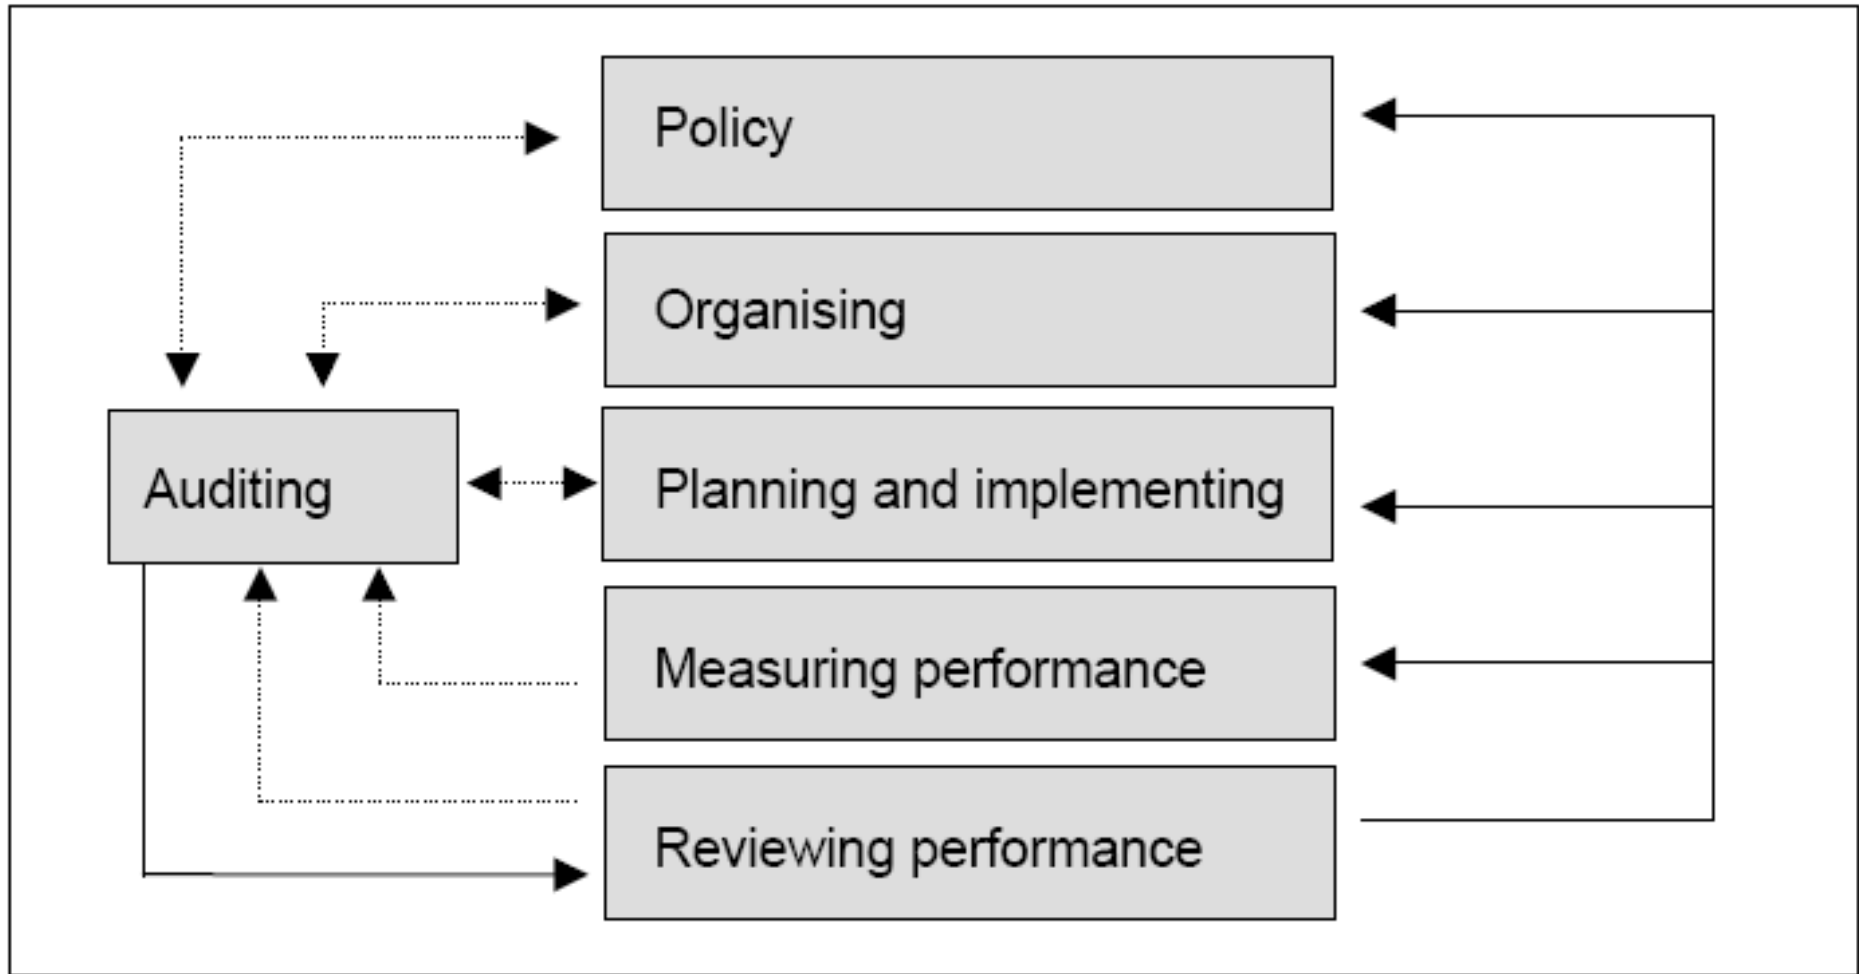 Policy
Organising
Auditing
Planning and implementing
Measuring performance
Reviewing performance